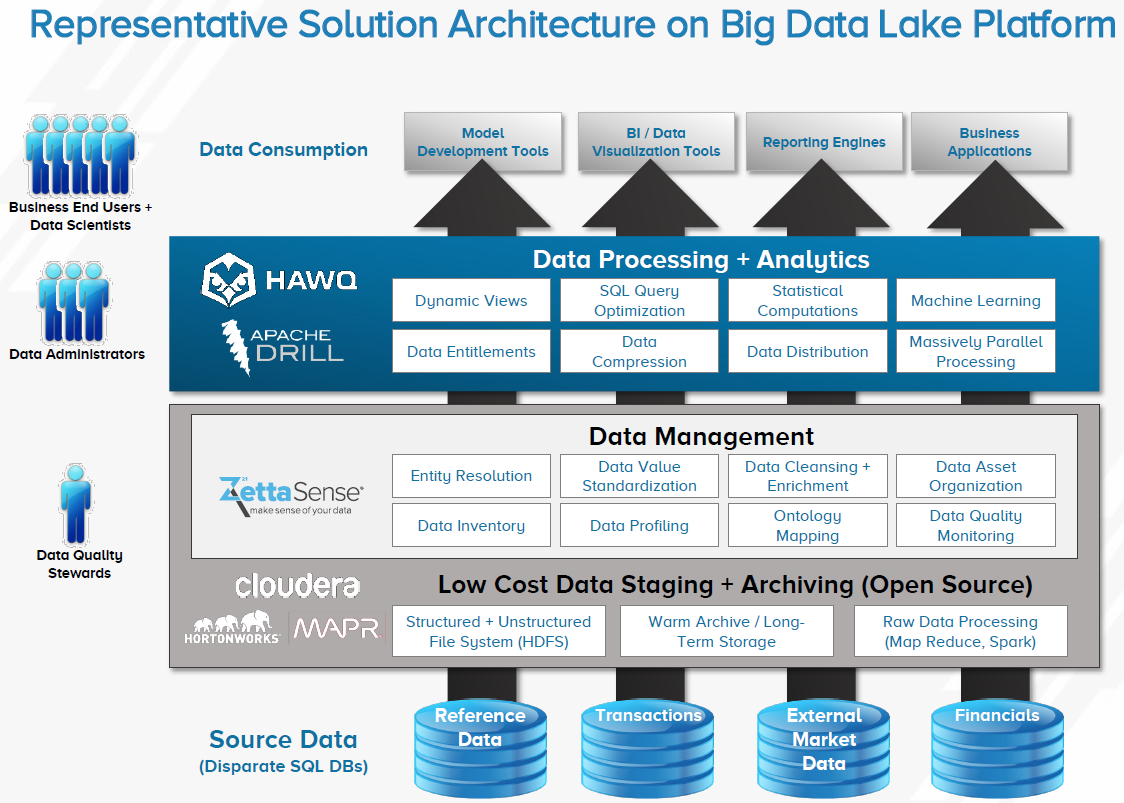 Representative Solution Architecture on Big Data Lake Platform
Business End Users +
Data Scientists
Data Consumption
Model
Development Tools
BI / Data
Visualization Tools
Reporting Engines
Business
Applications
Data Administrators
HAWQ
APACHE
DRILL
Data Processing + Analytics
Dynamic Views
SQL Query
Optimization
Statistical
Computations
Machine Learning
Data Entitlements
Data
Compression
Data Distribution
Massively Parallel
Processing
Data Quality
Stewards
ZettaSense®
21
make sense of your data
Data Management
Entity Resolution
Data Value
Standardization
Data Cleansing +
Enrichment
Data Asset
Organization
Data Inventory
Data Profiling
Ontology
Mapping
Data Quality
Monitoring
cloudera
HORTONWORKS
MAPR
Low Cost Data Staging + Archiving (Open Source)
Structured + Unstructured
File System (HDFS)
Warm Archive / Long-
Term Storage
Raw Data Processing
(Map Reduce, Spark)
Source Data
(Disparate SQL DBs)
Reference
Data
Transactions
External
Market
Data
Financials